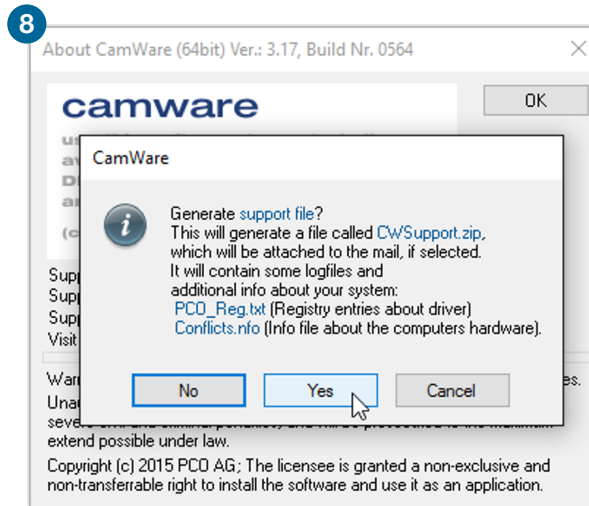 8
About CamWare (64bit) Ver.: 3.17, Build Nr. 0564
camware
OK
CamWare
Generate support file?
This will generate a file called CWSupport.zip,
which will be attached to the mail, if selected.
It will contain some logfiles and
additional info about your system:
PCO_Reg.txt (Registry entries about driver)
Conflicts.nfo (Info file about the computers hardware).
No
Yes
Cancel
Visit
extend possible under law.
Copyright (c) 2015 PCO AG; The licensee is granted a non-exclusive and
non-transferrable right to install the software and use it as an application.